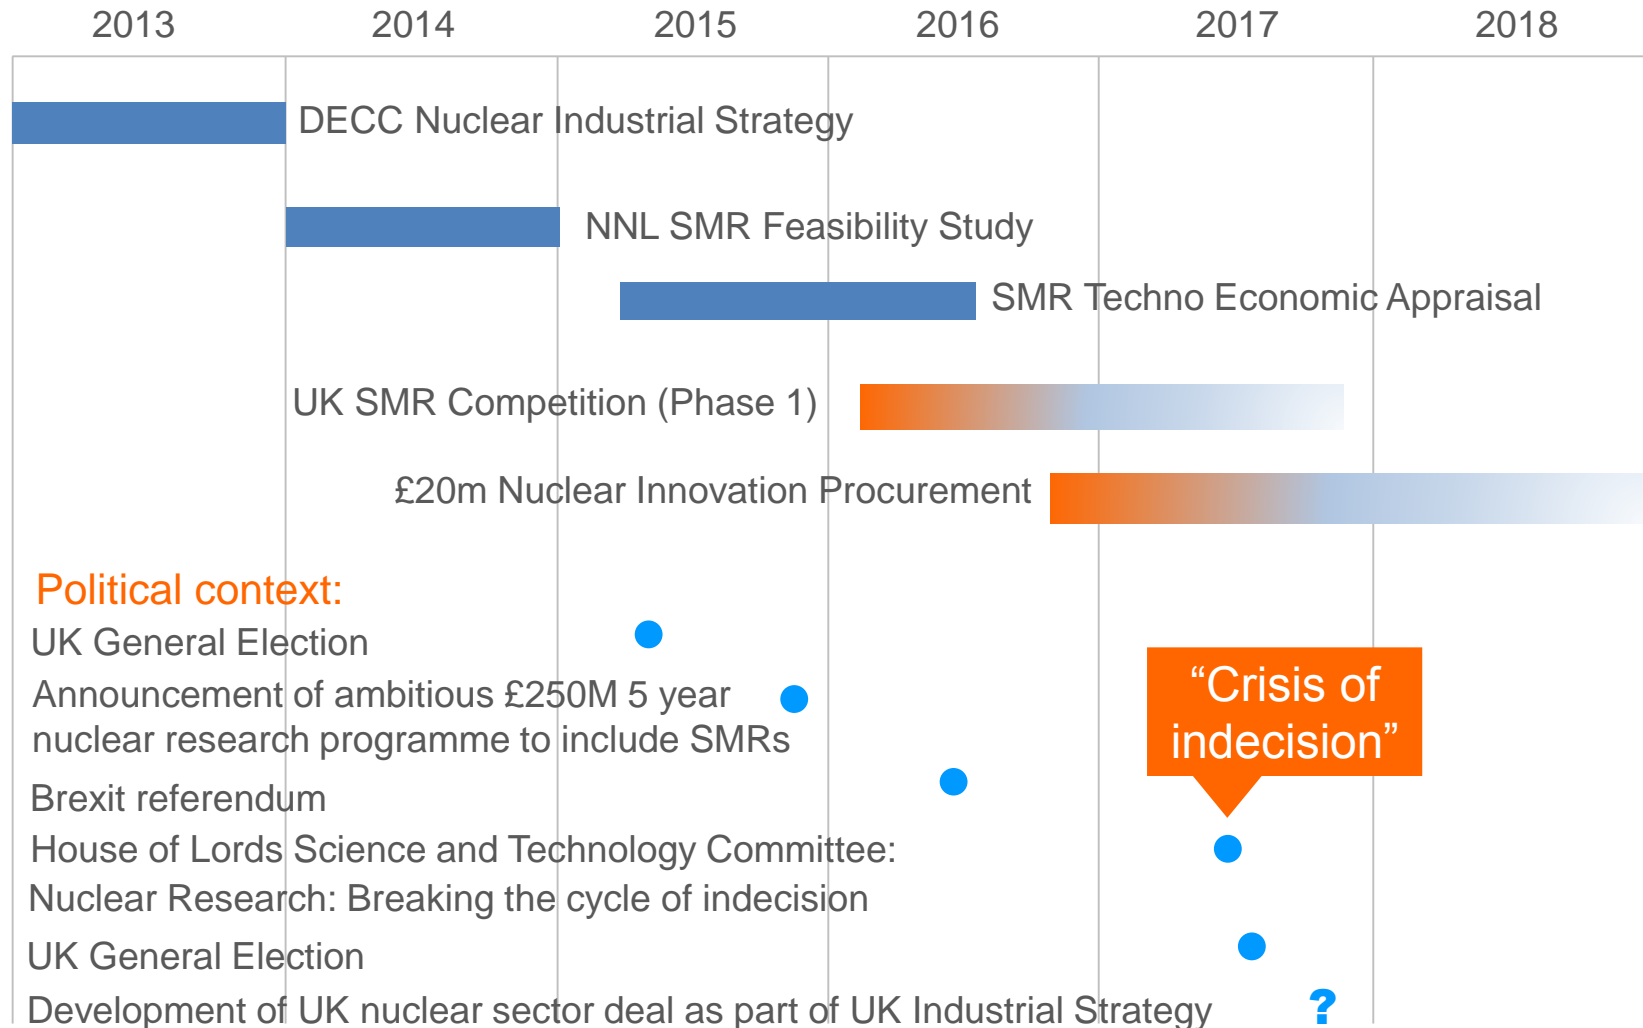 2013 2014 2015 2016 2017 2018
DECC Nuclear Industrial Strategy
NNL SMR Feasibility Study
SMR Techno Economic Appraisal
UK SMR Competition (Phase 1)
£20m Nuclear Innovation Procurement
Political context:
UK General Election
Announcement of ambitious £250M 5 year
nuclear research programme to include SMRs
“Crisis of
indecision”
Brexit referendum
House of Lords Science and Technology Committee:
Nuclear Research: Breaking the cycle of indecision
UK General Election
Development of UK nuclear sector deal as part of UK Industrial Strategy ?